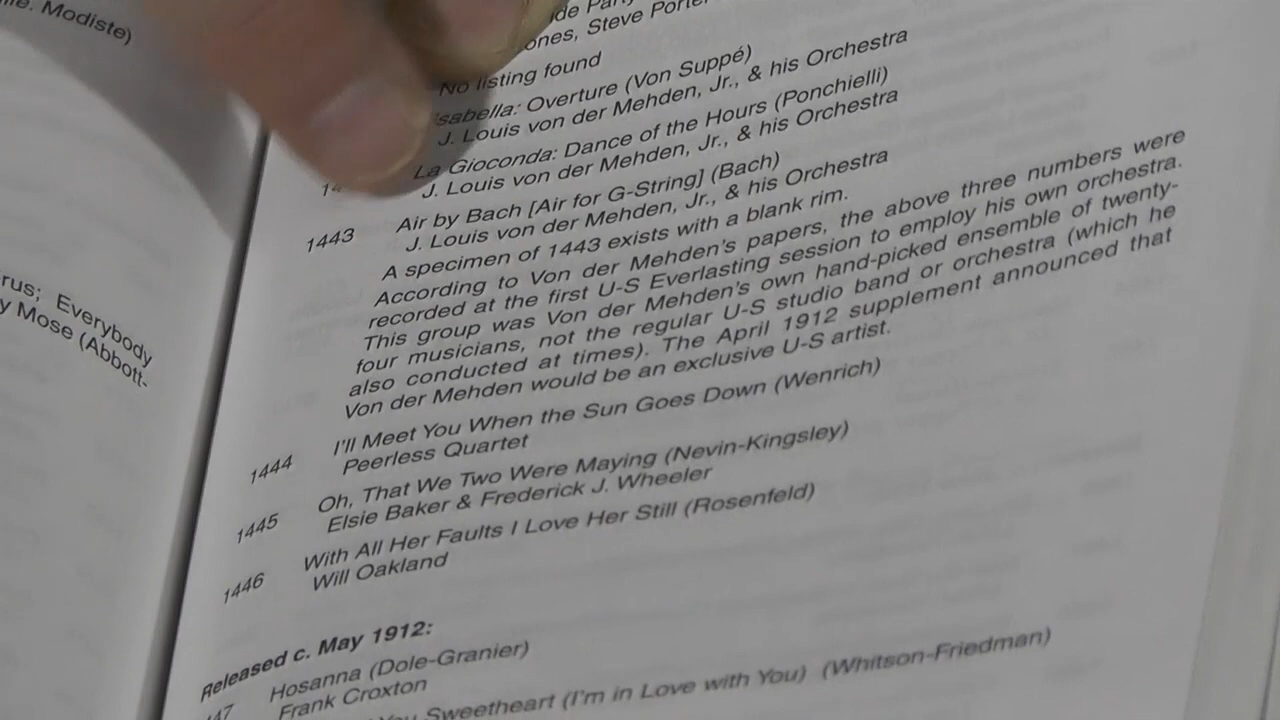 Modiste)
rus; Everybody
y Mose (Abbott-
ones, Steve Porter
No listing found
Isabella: Overture (Von Suppé)
J. Louis von der Mehden, Jr., & his Orchestra
La Gioconda: Dance of the Hours (Ponchielli)
J. Louis von der Mehden, Jr., & his Orchestra
1443 Air by Bach [Air for G-String] (Bach)
J. Louis von der Mehden, Jr., & his Orchestra
A specimen of 1443 exists with a blank rim.
According to Von der Mehden's papers, the above three numbers were
recorded at the first U-S Everlasting session to employ his own orchestra.
This group was Von der Mehden's own hand-picked ensemble of twenty-
four musicians, not the regular U-S studio band or orchestra (which he
also conducted at times). The April 1912 supplement announced that
Von der Mehden would be an exclusive U-S artist.
1444 I'll Meet You When the Sun Goes Down (Wenrich)
Peerless Quartet
1445 Oh, That We Two Were Maying (Nevin-Kingsley)
Elsie Baker & Frederick J. Wheeler
1446 With All Her Faults I Love Her Still (Rosenfeld)
Will Oakland
Released c. May 1912:
47 Hosanna (Dole-Granier)
Frank Croxton
You Sweetheart (I'm in Love with You) (Whitson-Friedman)